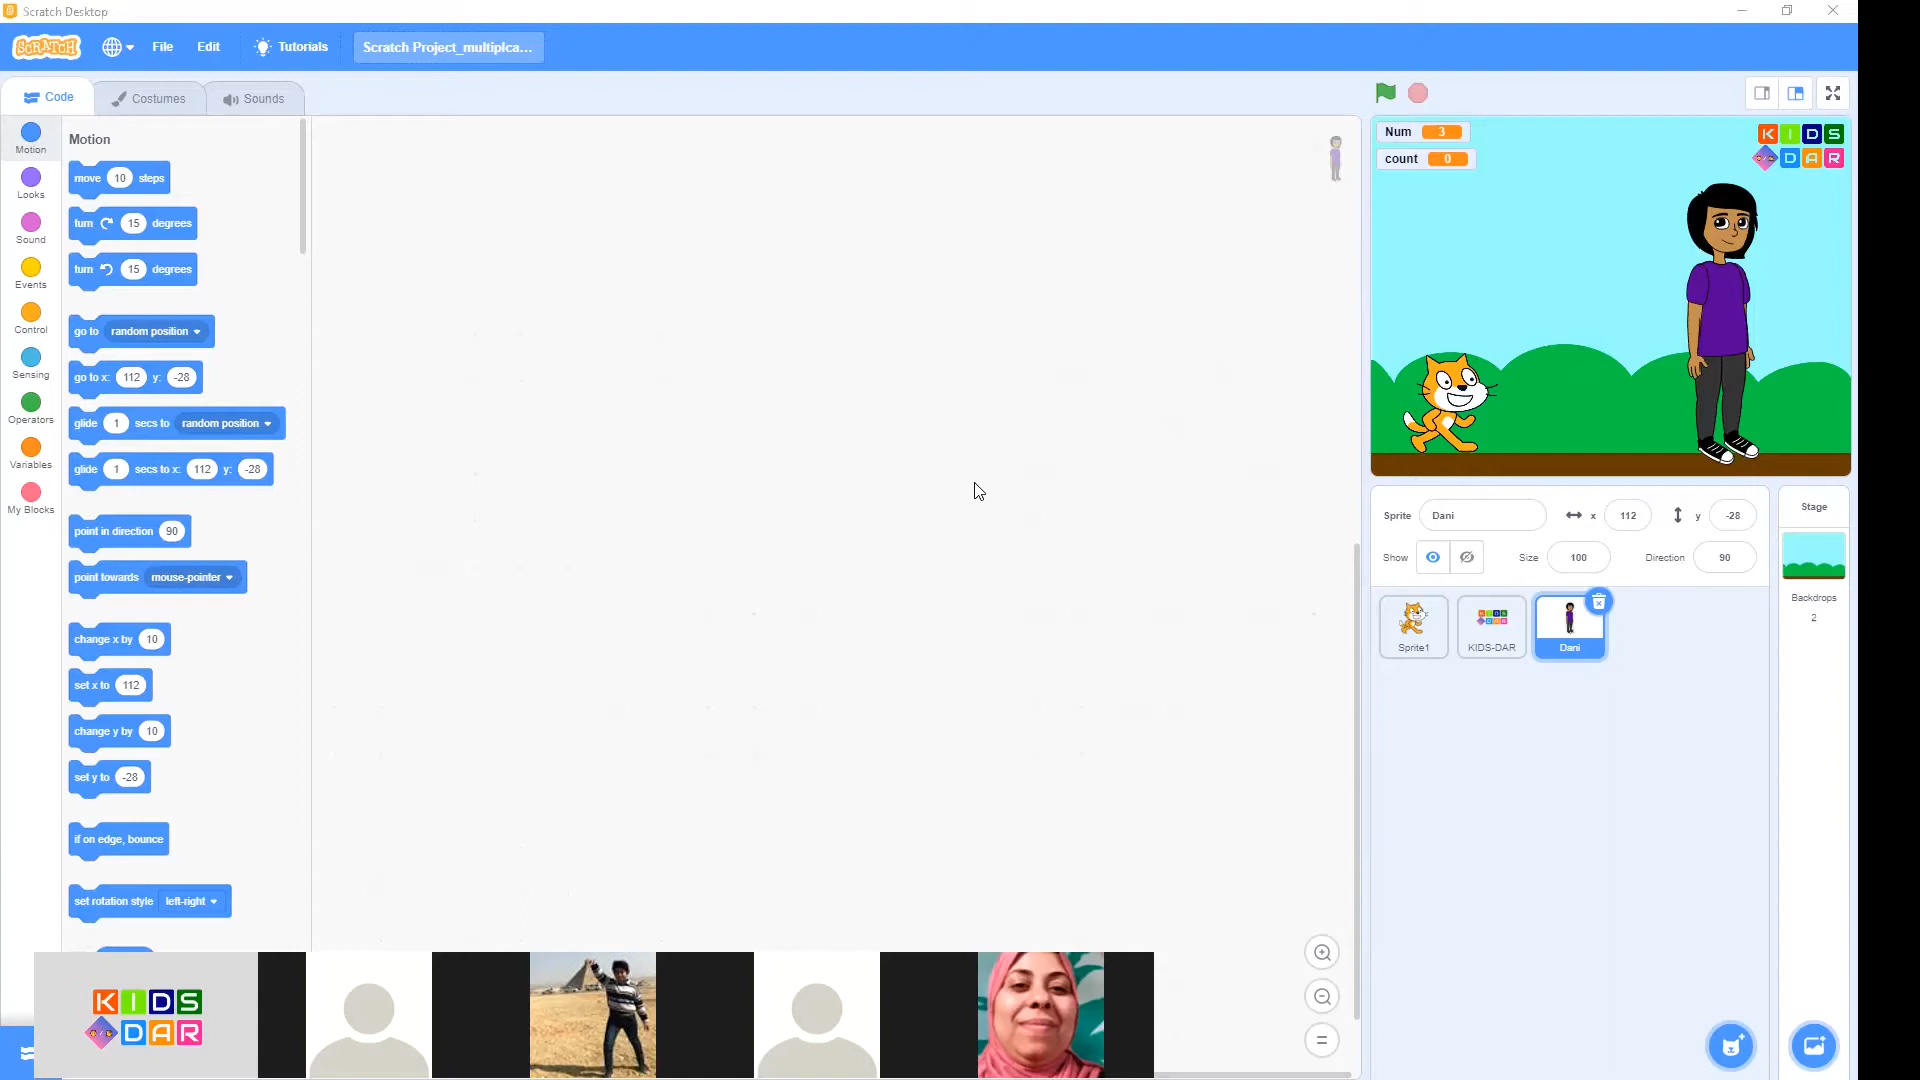 Scratch Desktop
SCRATCH
File
Edit
Tutorials
Scratch Project_multiplca...
Code
Costumes
Sounds
Motion
Looks
Sound
Events
Control
Sensing
Operators
Variables
My Blocks
Motion
move 10 steps
turn 15 degrees
turn 15 degrees
go to random position
go to x: 112 y: -28
glide 1 secs to random position
glide 1 secs to x: 112 y: -28
point in direction 90
point towards mouse-pointer
change x by 10
set x to 112
change y by 10
set y to -28
if on edge, bounce
set rotation style left-right
Num 3
count 0
KIDS
DAR
Sprite Dani x 112 y -28
Show Size 100 Direction 90
Sprite1
KIDS-DAR
Dani
Stage
Backdrops
2
KIDS
DAR